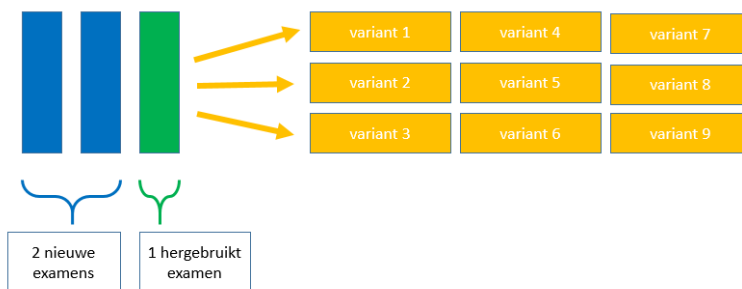 variant 1
variant 4
variant 7
variant 2
variant 5
variant 8
variant 3
variant 6
variant 9
2 nieuwe
examens
1 hergebruikt
examen